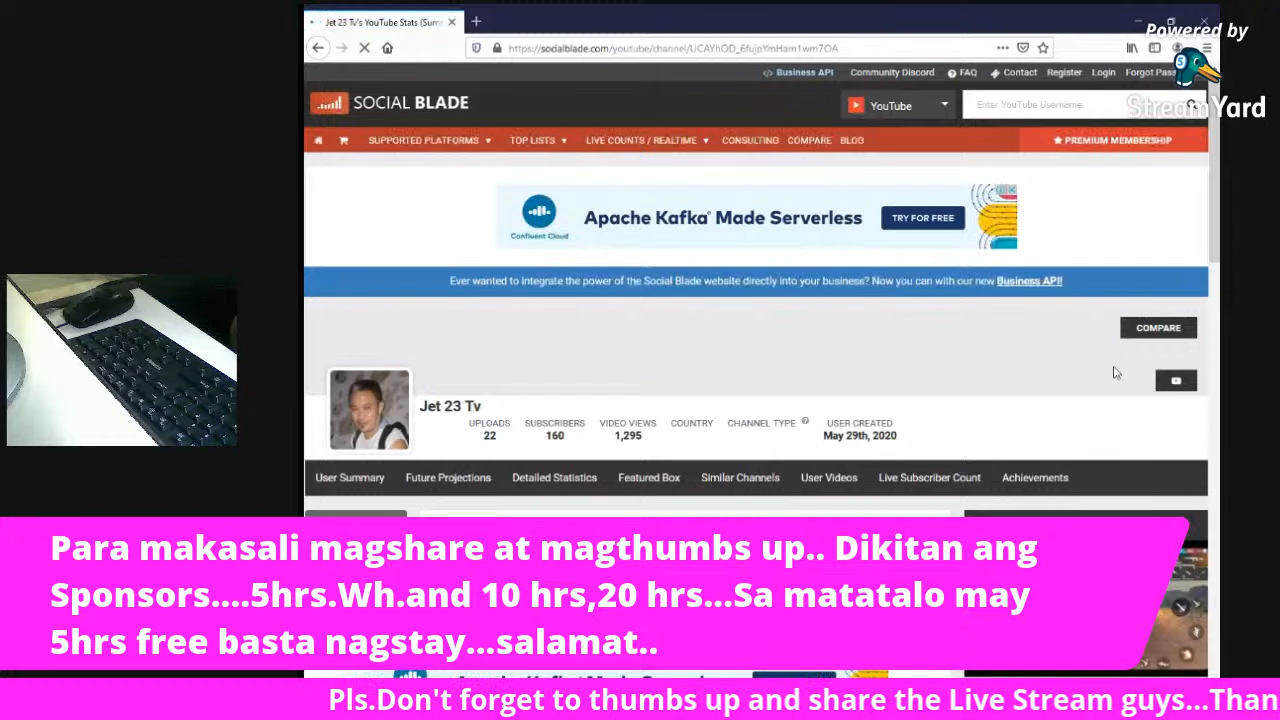 Jet 23 Tv's YouTube Stats (Sum
Powered by
StreamYard
https://socialblade.com/youtube/channel/UCAYhOD_6fujpYmHam1wm7OA
Business API Community Discord FAQ Contact Register Login Forgot Pass
SOCIAL BLADE
YouTube
Enter YouTube Username
SUPPORTED PLATFORMS TOP LISTS LIVE COUNTS / REALTIME CONSULTING COMPARE BLOG PREMIUM MEMBERSHIP
Confluent Cloud
Apache Kafka® Made Serverless
TRY FOR FREE
Ever wanted to integrate the power of the Social Blade website directly into your business? Now you can with our new Business API!
COMPARE
Jet 23 Tv
UPLOADS SUBSCRIBERS VIDEO VIEWS COUNTRY CHANNEL TYPE USER CREATED
22 160 1,295 May 29th, 2020
User Summary Future Projections Detailed Statistics Featured Box Similar Channels User Videos Live Subscriber Count Achievements
Para makasali magshare at magthumbs up.. Dikitan ang
Sponsors....5hrs.Wh.and 10 hrs,20 hrs...Sa matatalo may
5hrs free basta nagstay...salamat..
Pls.Don't forget to thumbs up and share the Live Stream guys...Than